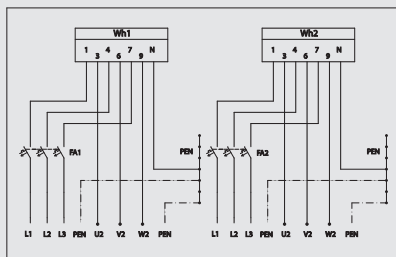 Wh1 Wh2
1 4 7 N 1 4 7 N
3 6 9 3 6 9
PEN PEN
FA1 FA2
L1 L2 L3 PEN U2 V2 W2 PEN L1 L2 L3 PEN U2 V2 W2 PEN